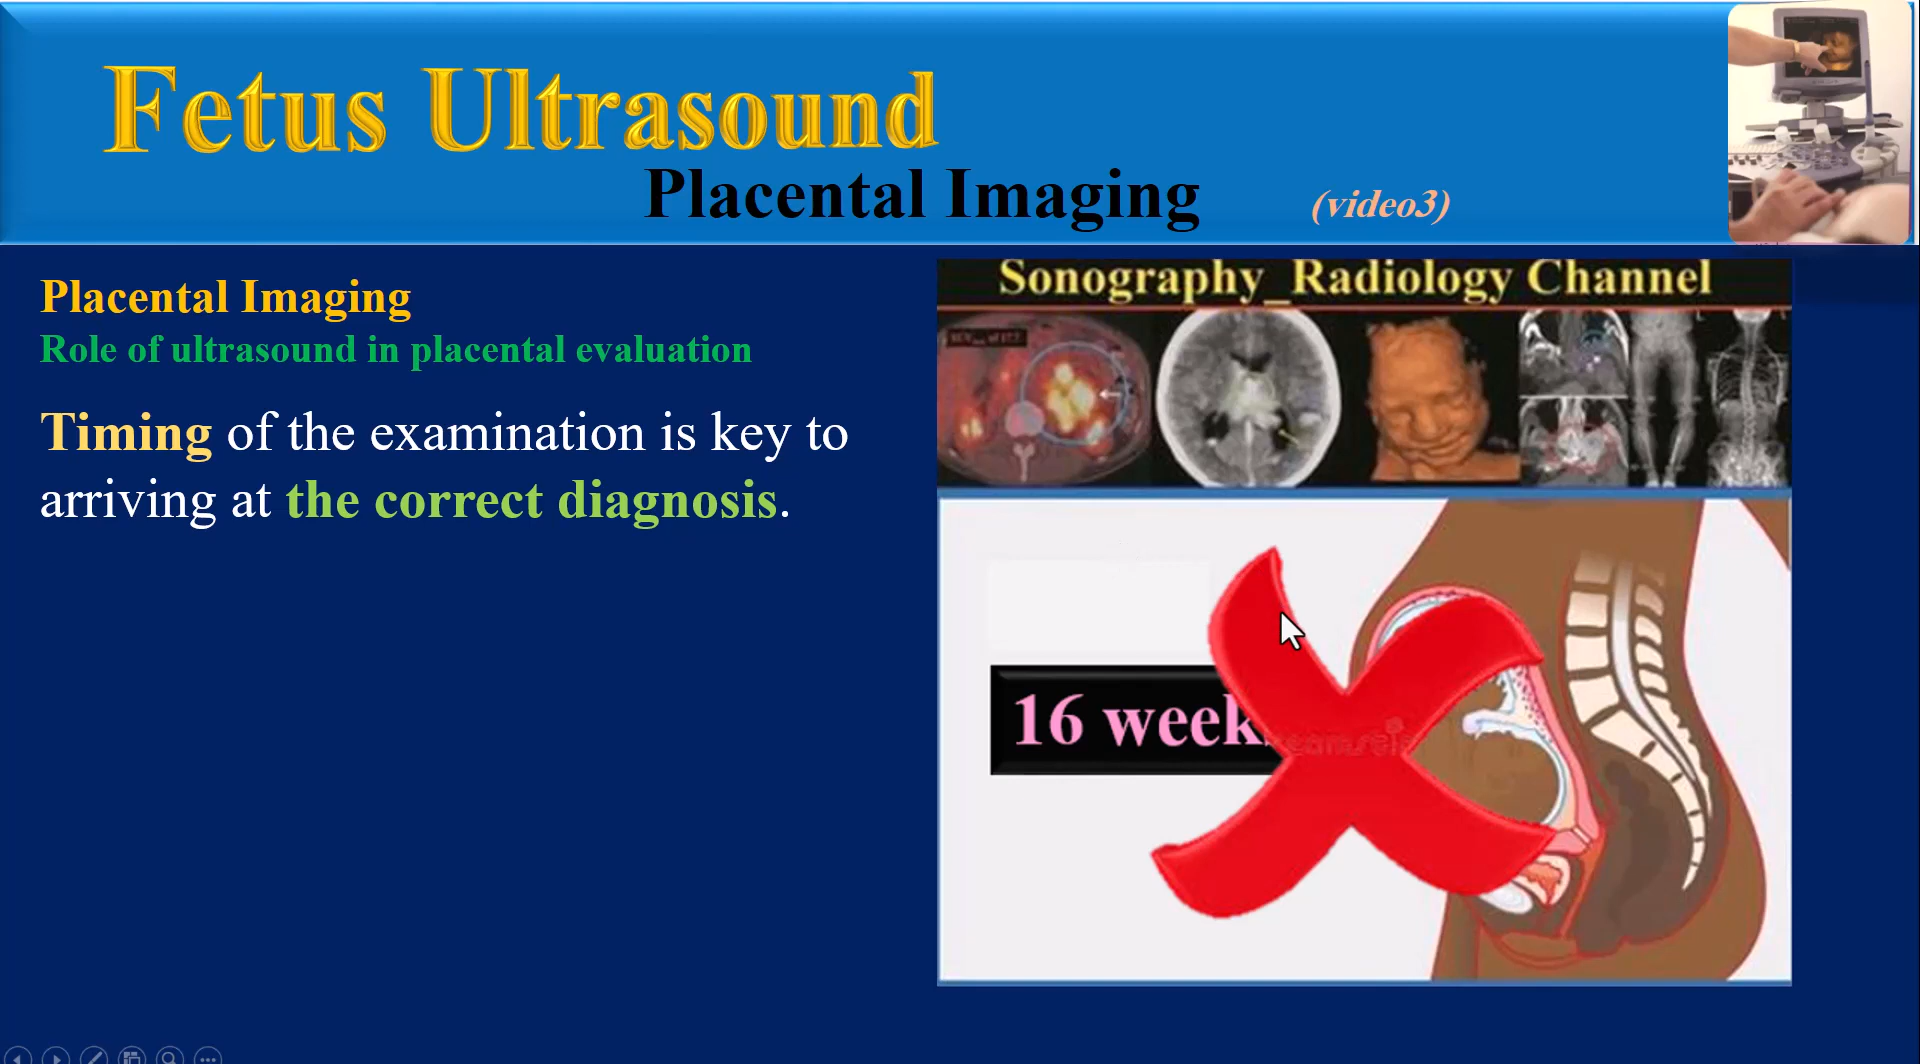 Fetus Ultrasound
Placental Imaging
(video3)
Placental Imaging
Role of ultrasound in placental evaluation
Timing of the examination is key to
arriving at the correct diagnosis.
Sonography_Radiology Channel
16 week